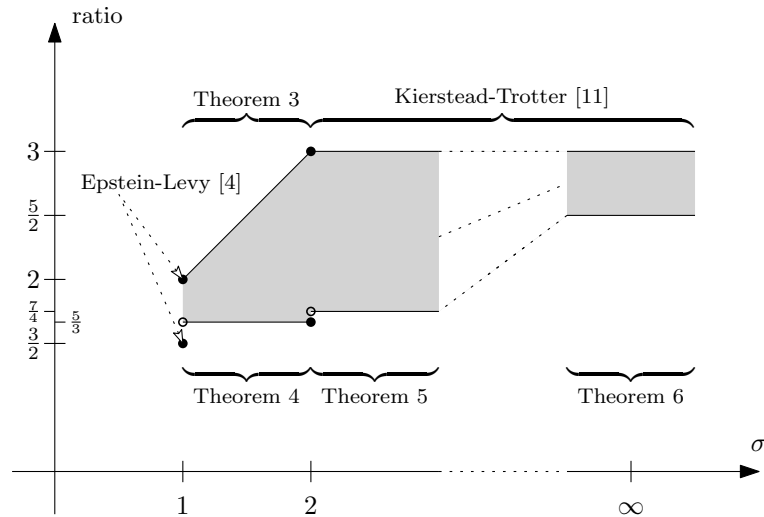 ratio
Theorem 3
Kierstead-Trotter [11]
3
Epstein-Levy [4]
5/2
2
7/4
5/3
3/2
Theorem 4
Theorem 5
Theorem 6
σ
1
2
∞